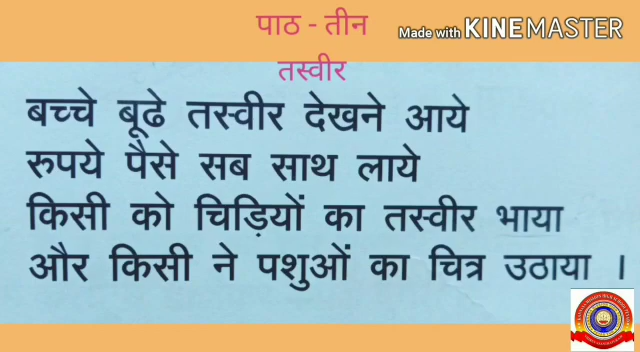 पाठ - तीन
Made with KINEMASTER
तस्वीर
बच्चे बूढे तस्वीर देखने आये
रुपये पैसे सब साथ लाये
किसी को चिड़ियों का तस्वीर भाया
और किसी ने पशुओं का चित्र उठाया ।